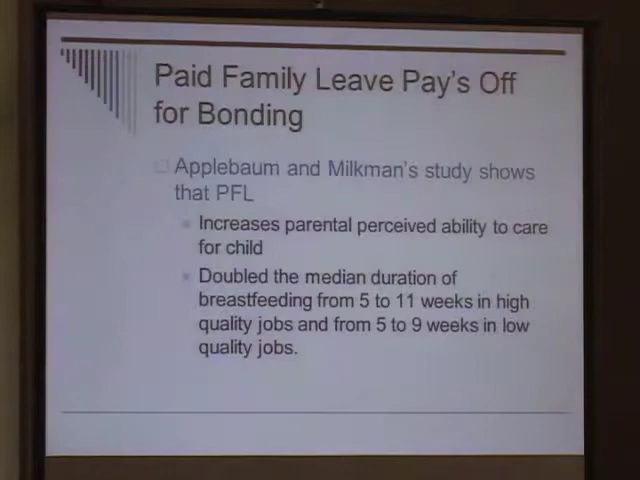 Paid Family Leave Pay's Off
for Bonding
Applebaum and Milkman's study shows
that PFL
Increases parental perceived ability to care
for child
Doubled the median duration of
breastfeeding from 5 to 11 weeks in high
quality jobs and from 5 to 9 weeks in low
quality jobs.